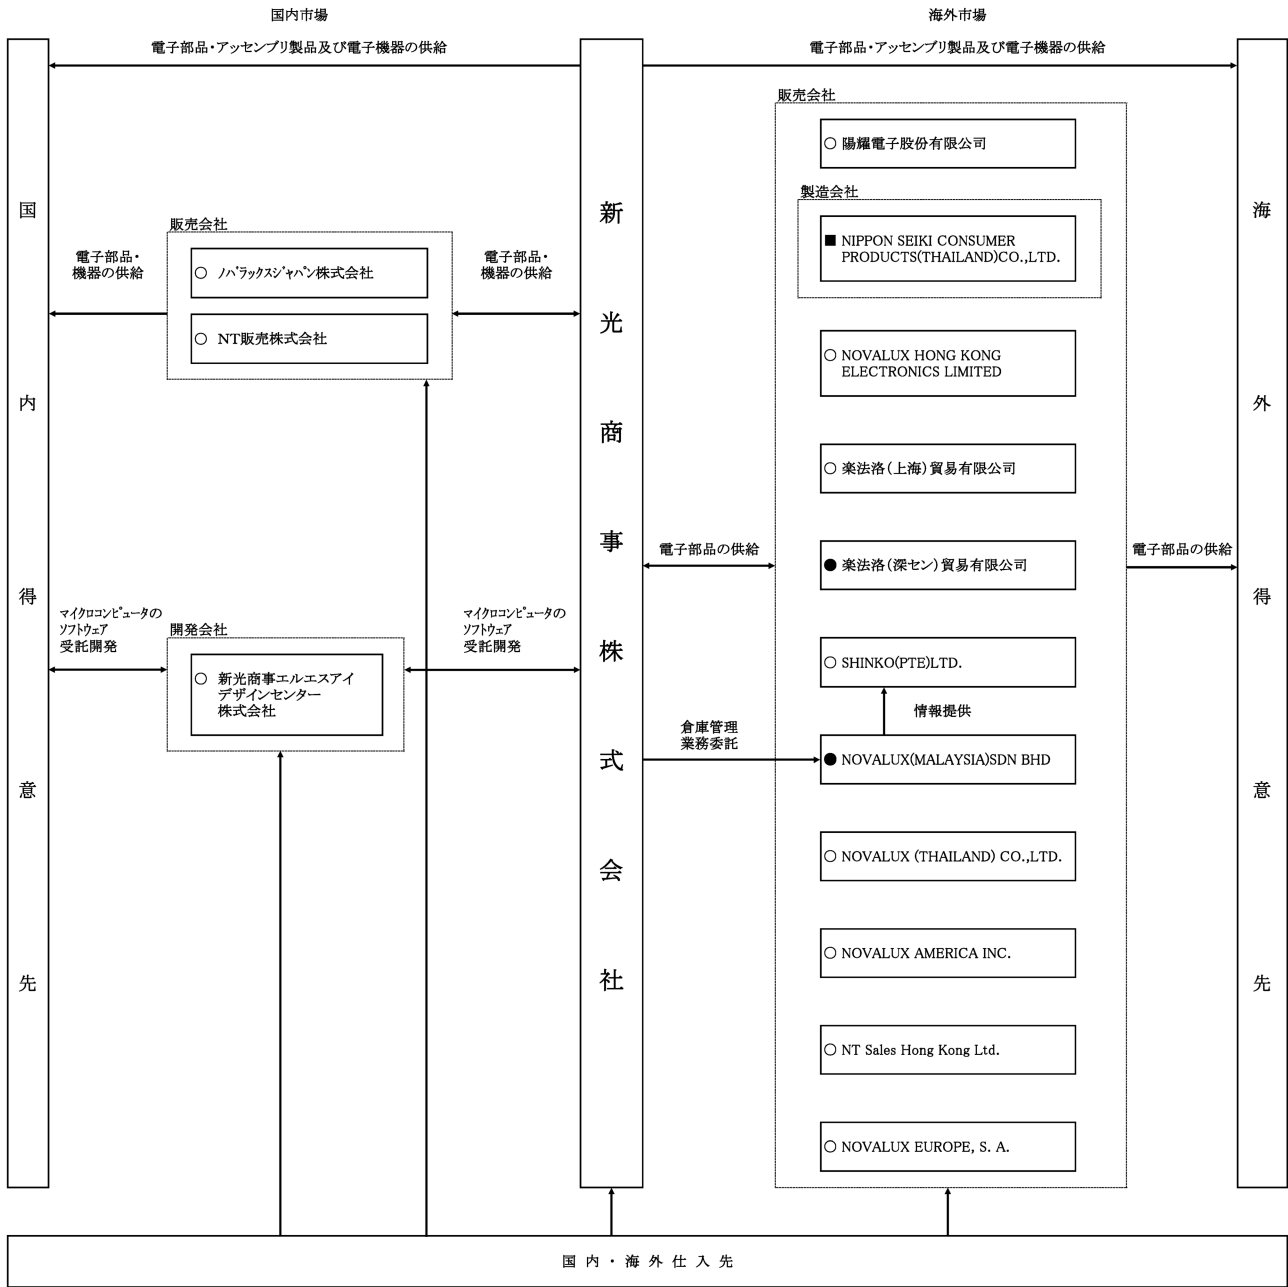 国内市場
海外市場
電子部品・アッセンブリ製品及び電子機器の供給
電子部品・アッセンブリ製品及び電子機器の供給
国内得意先
販売会社
電子部品・
機器の供給
○ ﾉﾊﾞﾗｯｸｽｼﾞｬﾊﾟﾝ株式会社
○ NT販売株式会社
電子部品・
機器の供給
マイクロコンピュータの
ソフトウェア
受託開発
開発会社
○ 新光商事エルエスアイ
デザインセンター
株式会社
マイクロコンピュータの
ソフトウェア
受託開発
新光商事株式会社
電子部品の供給
倉庫管理
業務委託
販売会社
○ 陽耀電子股份有限公司
製造会社
■ NIPPON SEIKI CONSUMER
PRODUCTS(THAILAND)CO.,LTD.
○ NOVALUX HONG KONG
ELECTRONICS LIMITED
○ 楽法洛（上海）貿易有限公司
● 楽法洛（深セン）貿易有限公司
○ SHINKO(PTE)LTD.
情報提供
● NOVALUX(MALAYSIA)SDN BHD
○ NOVALUX (THAILAND) CO.,LTD.
○ NOVALUX AMERICA INC.
○ NT Sales Hong Kong Ltd.
○ NOVALUX EUROPE, S. A.
電子部品の供給
海外得意先
国内・海外仕入先